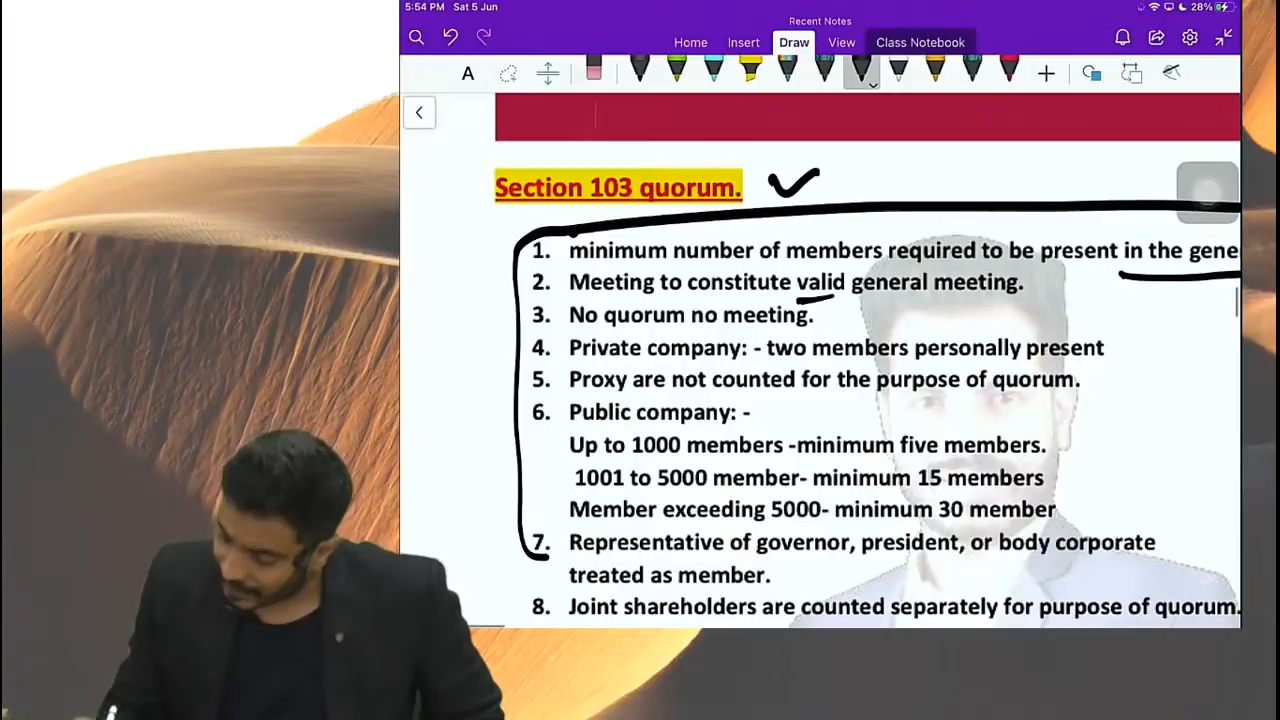 5:54 PM Sat 5 Jun
28%
Recent Notes
Home Insert Draw View Class Notebook
A
Section 103 quorum.
1. minimum number of members required to be present in the gene
2. Meeting to constitute valid general meeting.
3. No quorum no meeting.
4. Private company: - two members personally present
5. Proxy are not counted for the purpose of quorum.
6. Public company: -
Up to 1000 members -minimum five members.
1001 to 5000 member- minimum 15 members
Member exceeding 5000- minimum 30 member
7. Representative of governor, president, or body corporate
treated as member.
8. Joint shareholders are counted separately for purpose of quorum.